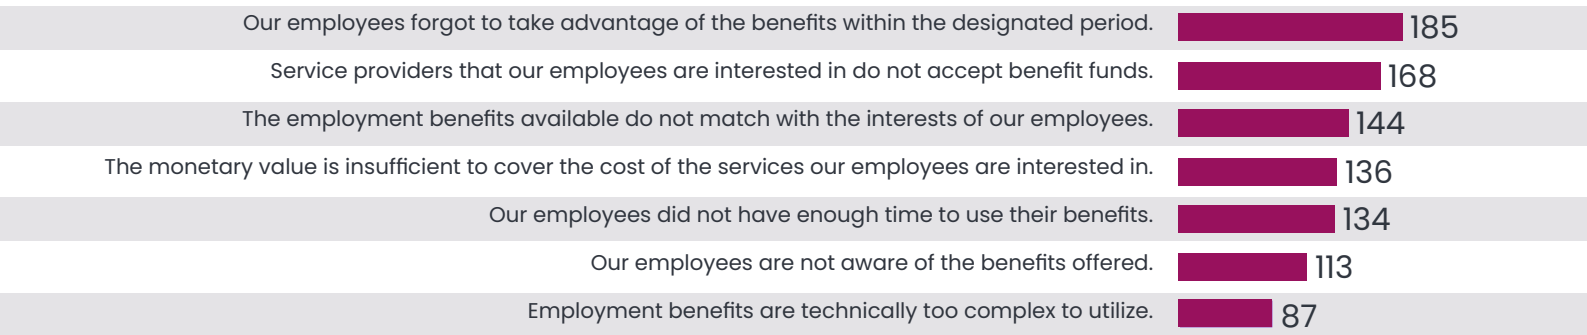 Our employees forgot to take advantage of the benefits within the designated period. 185
Service providers that our employees are interested in do not accept benefit funds. 168
The employment benefits available do not match with the interests of our employees. 144
The monetary value is insufficient to cover the cost of the services our employees are interested in. 136
Our employees did not have enough time to use their benefits. 134
Our employees are not aware of the benefits offered. 113
Employment benefits are technically too complex to utilize. 87